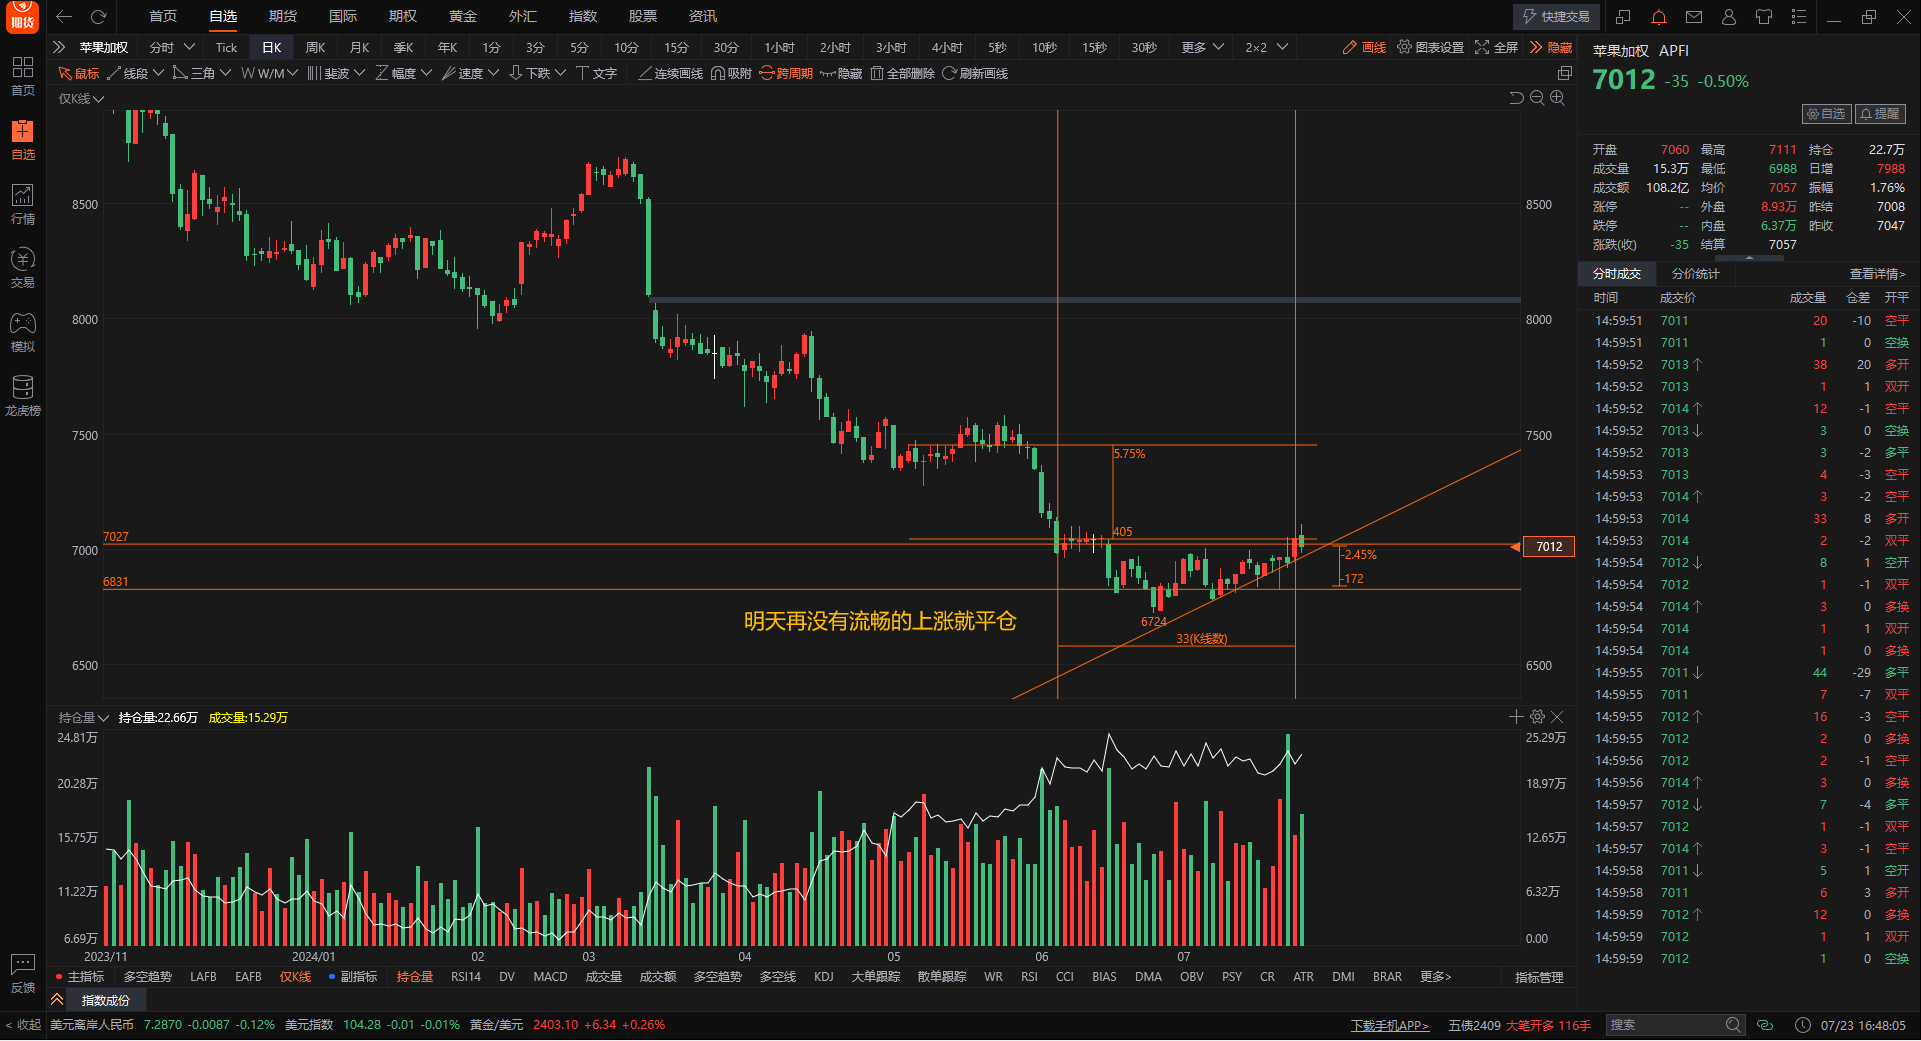 期货 首页 自选 期货 国际 期权 黄金 外汇 指数 股票 资讯 快捷交易
苹果加权 分时 Tick 日K 周K 月K 季K 年K 1分 3分 5分 10分 15分 30分 1小时 2小时 3小时 4小时 5秒 10秒 15秒 30秒 更多 2×2 画线 图表设置 全屏 隐藏
鼠标 线段 三角 W/M 斐波 幅度 速度 下跌 文字 连续画线 吸附 跨周期 隐藏 全部删除 刷新画线
首页
自选
行情
交易
模拟
龙虎榜
反馈
仅K线
8500 8500
8000 8000
7500 7500
7000
6500 6500
5.75%
405
7027
6831
-2.45%
-172
7012
明天再没有流畅的上涨就平仓
6724
33(K线数)
持仓量 持仓量:22.66万 成交量:15.29万
24.81万 25.29万
20.28万 18.97万
15.75万 12.65万
11.22万 6.32万
6.69万 0.00
2023/11 2024/01 02 03 04 05 06 07
主指标 多空趋势 LAFB EAFB 仅K线 副指标 持仓量 RSI14 DV MACD 成交量 成交额 多空趋势 多空线 KDJ 大单跟踪 散单跟踪 WR RSI CCI BIAS DMA OBV PSY CR ATR DMI BRAR 更多> 指标管理
指数成份
苹果加权 APFI
7012 -35 -0.50%
自选 提醒
开盘 7060 最高 7111 持仓 22.7万
成交量 15.3万 最低 6988 日增 7988
成交额 108.2亿 均价 7057 振幅 1.76%
涨停 -- 外盘 8.93万 昨结 7008
跌停 -- 内盘 6.37万 昨收 7047
涨跌(收) -35 结算 7057
分时成交 分价统计 查看详情>
时间 成交价 成交量 仓差 开平
14:59:51 7011 20 -10 空平
14:59:51 7011 1 0 空换
14:59:52 7013↑ 38 20 多开
14:59:52 7013 1 1 双开
14:59:52 7014↑ 12 -1 空平
14:59:52 7013↓ 3 0 空换
14:59:52 7013 3 -2 多平
14:59:53 7013 4 -3 空平
14:59:53 7014↑ 3 -2 空平
14:59:53 7014 33 8 多开
14:59:53 7014 2 -2 双平
14:59:54 7012↓ 8 1 空开
14:59:54 7012 1 -1 双平
14:59:54 7014↑ 3 0 多换
14:59:54 7014 1 1 双开
14:59:54 7014 1 0 多换
14:59:55 7011↓ 44 -29 多平
14:59:55 7011 7 -7 双平
14:59:55 7012↑ 16 -3 空平
14:59:55 7012 2 0 多换
14:59:56 7012 2 -1 空平
14:59:56 7014↑ 3 0 多换
14:59:57 7012↓ 7 -4 多平
14:59:57 7012 1 -1 双平
14:59:57 7014↑ 3 -1 空平
14:59:58 7011↓ 5 1 空开
14:59:58 7011 6 3 多开
14:59:59 7012↑ 12 0 多换
14:59:59 7012 1 1 双开
14:59:59 7012 1 0 空换
< 收起 美元离岸人民币 7.2870 -0.0087 -0.12% 美元指数 104.28 -0.01 -0.01% 黄金/美元 2403.10 +6.34 +0.26% 下载手机APP> 五债2409 大笔开多 116手 搜索 07/23 16:48:05